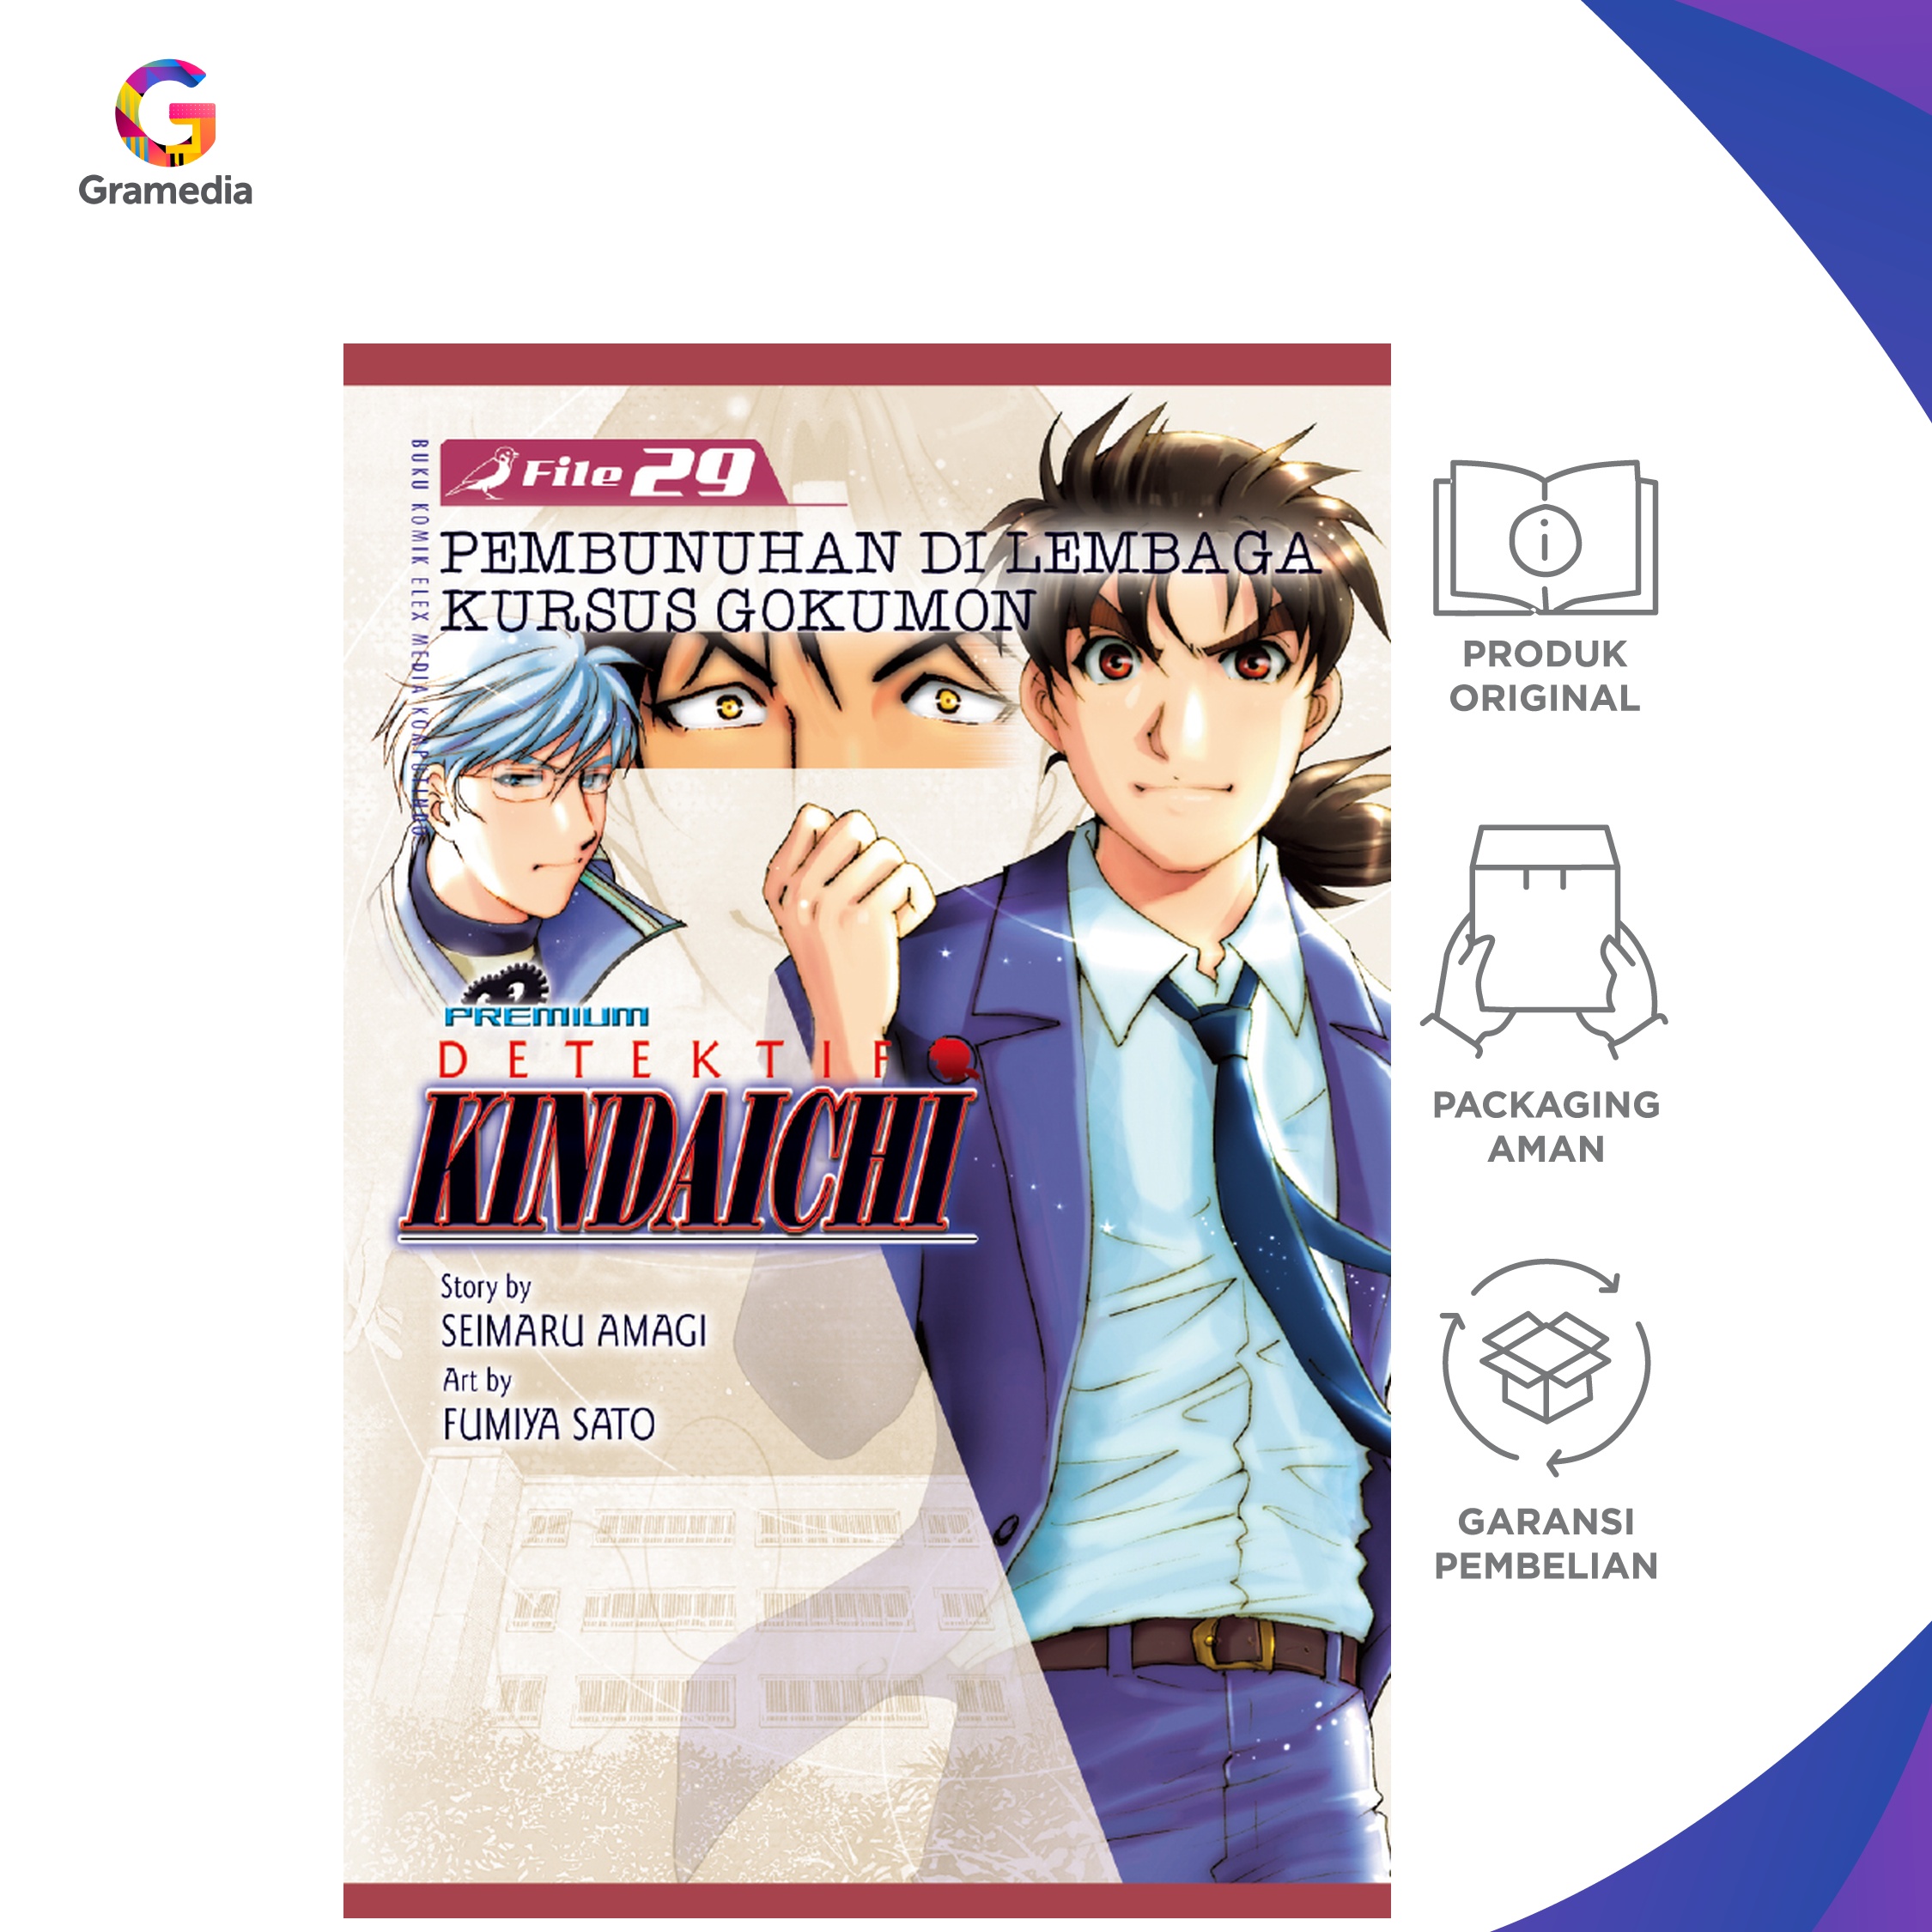 Gramedia
File 29
PEMBUNUHAN DI LEMBAGA
KURSUS GOKUMON
BUKU KOMIK ELEX MEDIA KOMPUTINDO
PREMIUM
DETEKTIF
KINDAICHI
Story by
SEIMARU AMAGI
Art by
FUMIYA SATO
PRODUK
ORIGINAL
PACKAGING
AMAN
GARANSI
PEMBELIAN